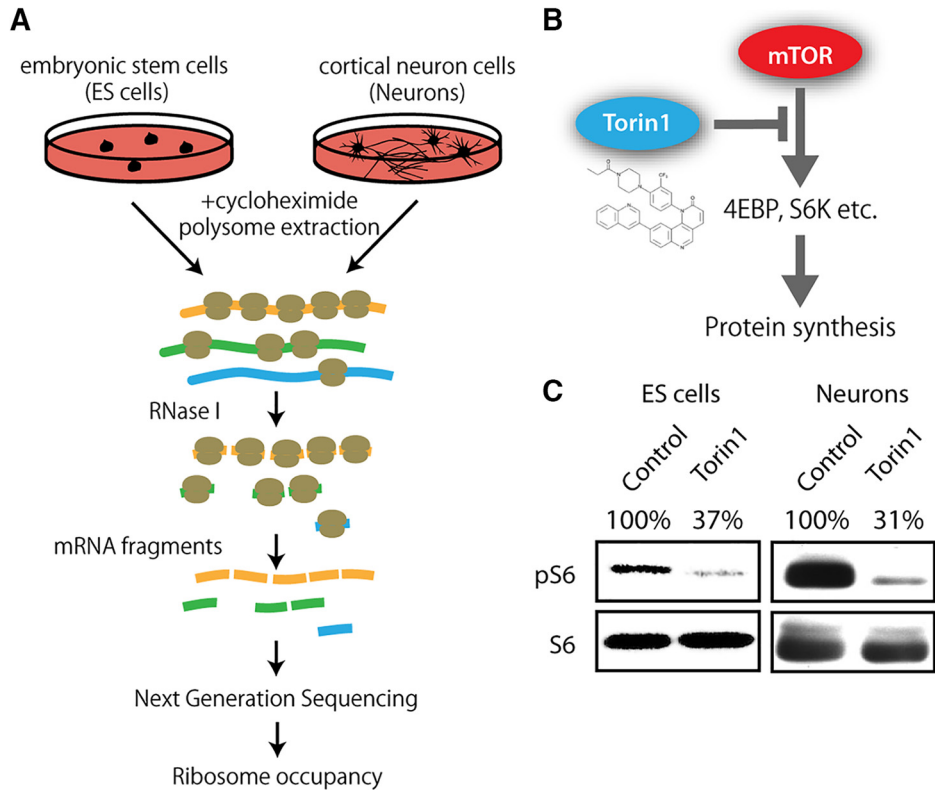 A
embryonic stem cells
(ES cells)
cortical neuron cells
(Neurons)
+cycloheximide
polysome extraction
RNase I
mRNA fragments
Next Generation Sequencing
Ribosome occupancy
B
mTOR
Torin1
4EBP, S6K etc.
Protein synthesis
N
O
N
N
CF3
N
N
O
N
C
ES cells
Neurons
Control
Torin1
Control
Torin1
100%
37%
100%
31%
pS6
S6